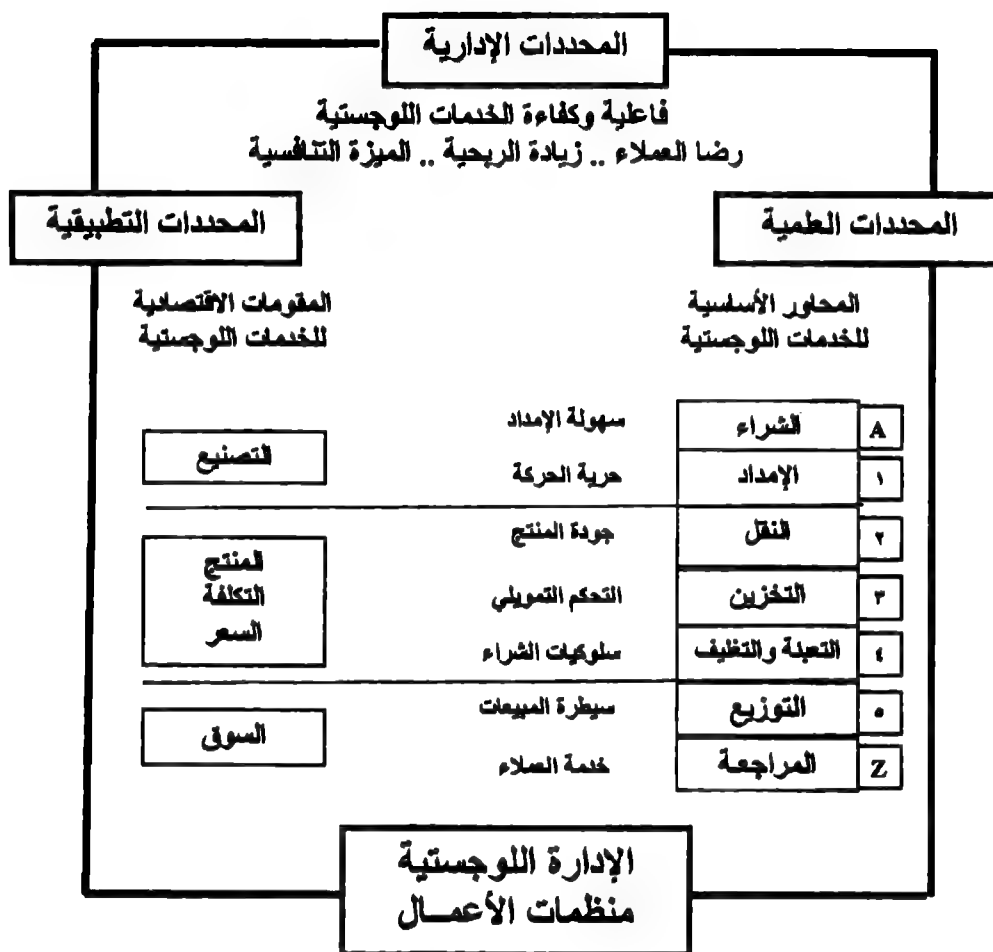 المحددات الإدارية
فاعلية وكفاءة الخدمات اللوجستية
رضا العملاء .. زيادة الربحية .. الميزة التنافسية
المحددات العلمية
المحددات التطبيقية
المحاور الأساسية
للخدمات اللوجستية
المقومات الاقتصادية
للخدمات اللوجستية
A
الشراء
سهولة الإمداد
١
الإمداد
حرية الحركة
التصنيع
٢
النقل
جودة المنتج
٣
التخزين
التحكم التمويلي
٤
التعبئة والتغليف
سلوكيات الشراء
المنتج
التكلفة
السعر
٥
التوزيع
سيطرة المبيعات
Z
المراجعة
خدمة العملاء
السوق
الإدارة اللوجستية
منظمات الأعمــال